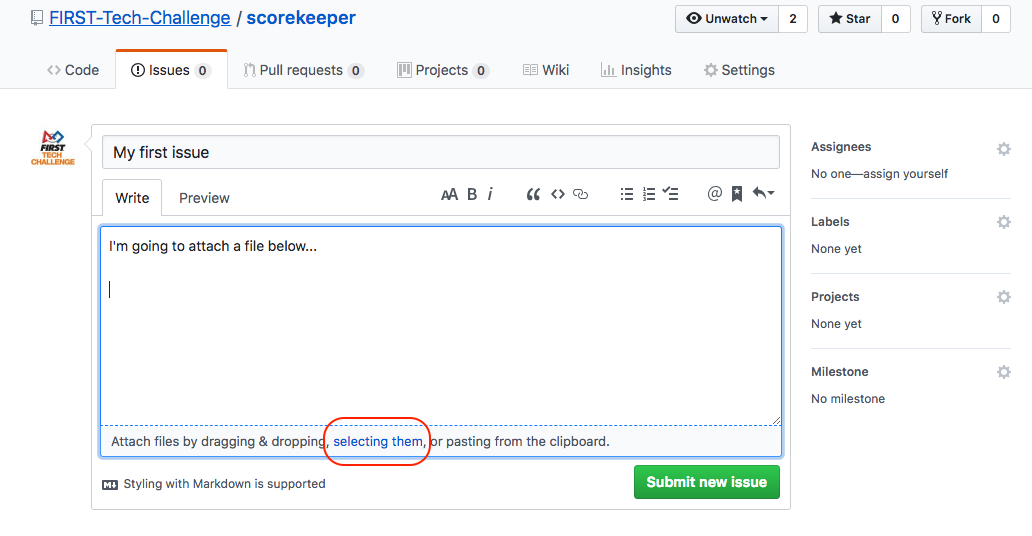 FIRST-Tech-Challenge / scorekeeper
Unwatch 2 Star 0 Fork 0
Code Issues 0 Pull requests 0 Projects 0 Wiki Insights Settings
FIRST
TECH
CHALLENGE
My first issue
Write Preview AA B i “ <> @
I'm going to attach a file below...
Attach files by dragging & dropping, selecting them, or pasting from the clipboard.
Styling with Markdown is supported
Submit new issue
Assignees
No one—assign yourself
Labels
None yet
Projects
None yet
Milestone
No milestone